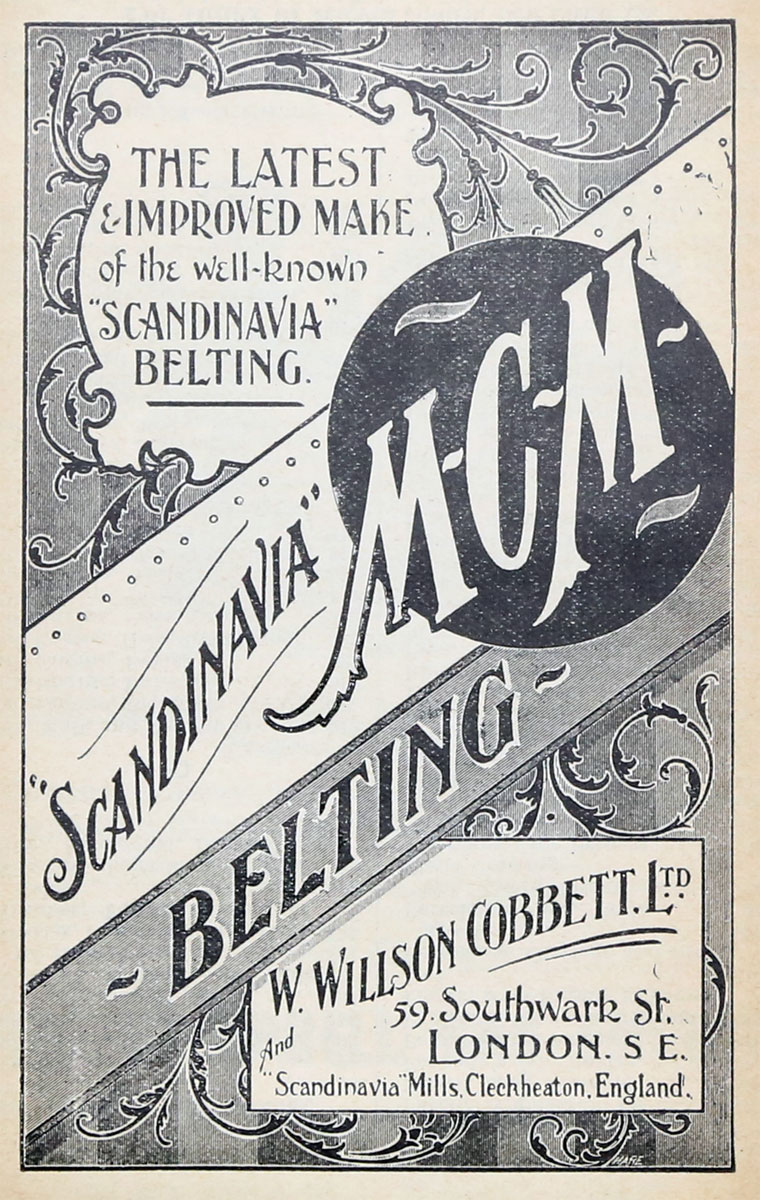 THE LATEST
& IMPROVED MAKE.
of the well-known
"SCANDINAVIA"
BELTING.
M-C-M-
"SCANDINAVIA"
- BELTING -
W. WILLSON COBBETT. LTD
59. Southwark St.
LONDON. S E.
And
"Scandinavia" Mills, Cleckheaton, England.
HARE